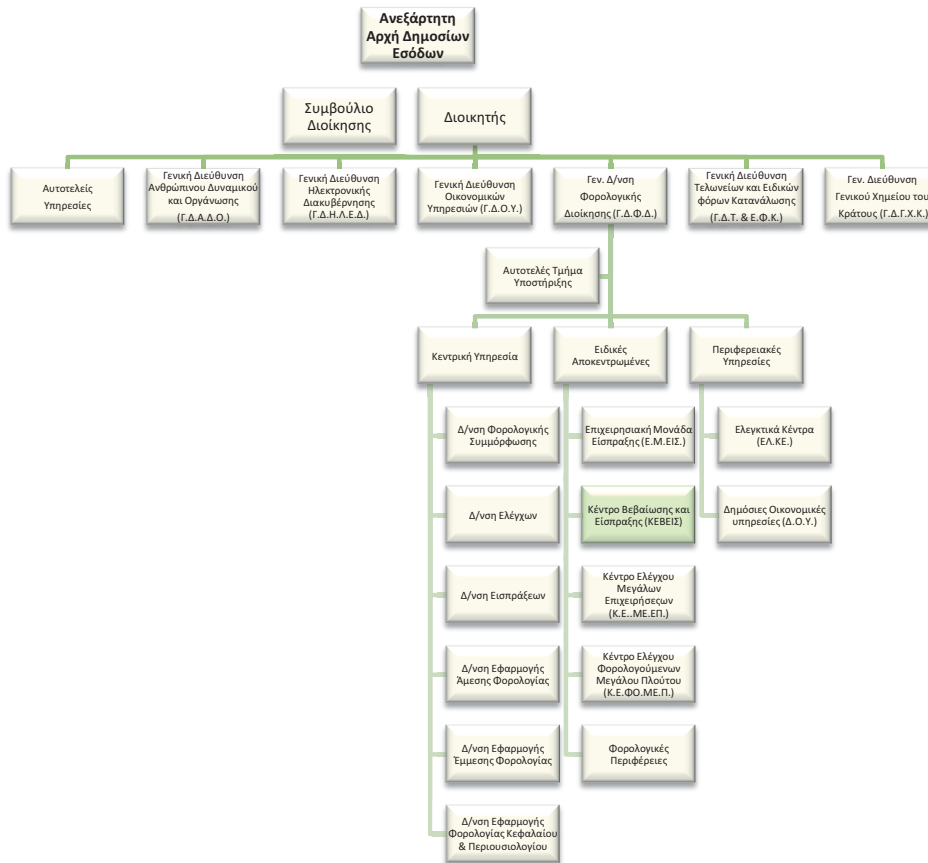 Ανεξάρτητη
Αρχή Δημοσίων
Εσόδων
Συμβούλιο
Διοίκησης
Διοικητής
Αυτοτελείς
Υπηρεσίες
Γενική Διεύθυνση
Ανθρώπινου Δυναμικού
και Οργάνωσης
(Γ.Δ.Α.Δ.Ο.)
Γενική Διεύθυνση
Ηλεκτρονικής
Διακυβέρνησης
(Γ.Δ.Η.Λ.Ε.Δ.)
Γενική Διεύθυνση
Οικονομικών
Υπηρεσιών (Γ.Δ.Ο.Υ.)
Γεν. Δ/νση
Φορολογικής
Διοίκησης (Γ.Δ.Φ.Δ.)
Γενική Διεύθυνση
Τελωνείων και Ειδικών
φόρων Κατανάλωσης
(Γ.Δ.Τ. & Ε.Φ.Κ.)
Γεν. Διεύθυνση
Γενικού Χημείου του
Κράτους (Γ.Δ.Γ.Χ.Κ.)
Αυτοτελές Τμήμα
Υποστήριξης
Κεντρική Υπηρεσία
Ειδικές
Αποκεντρωμένες
Περιφερειακές
Υπηρεσίες
Δ/νση Φορολογικής
Συμμόρφωσης
Δ/νση Ελέγχων
Δ/νση Εισπράξεων
Δ/νση Εφαρμογής
Άμεσης Φορολογίας
Δ/νση Εφαρμογής
Έμμεσης Φορολογίας
Δ/νση Εφαρμογής
Φορολογίας Κεφαλαίου
& Περιουσιολογίου
Επιχειρησιακή Μονάδα
Είσπραξης (Ε.Μ.ΕΙΣ.)
Κέντρο Βεβαίωσης και
Είσπραξης (ΚΕΒΕΙΣ)
Κέντρο Ελέγχου
Μεγάλων
Επιχειρήσεςων
(Κ.Ε..ΜΕ.ΕΠ.)
Κέντρο Ελέγχου
Φορολογούμενων
Μεγάλου Πλούτου
(Κ.Ε.ΦΟ.ΜΕ.Π.)
Φορολογικές
Περιφέρειες
Ελεγκτικά Κέντρα
(ΕΛ.ΚΕ.)
Δημόσιες Οικονομικές
υπηρεσίες (Δ.Ο.Υ.)